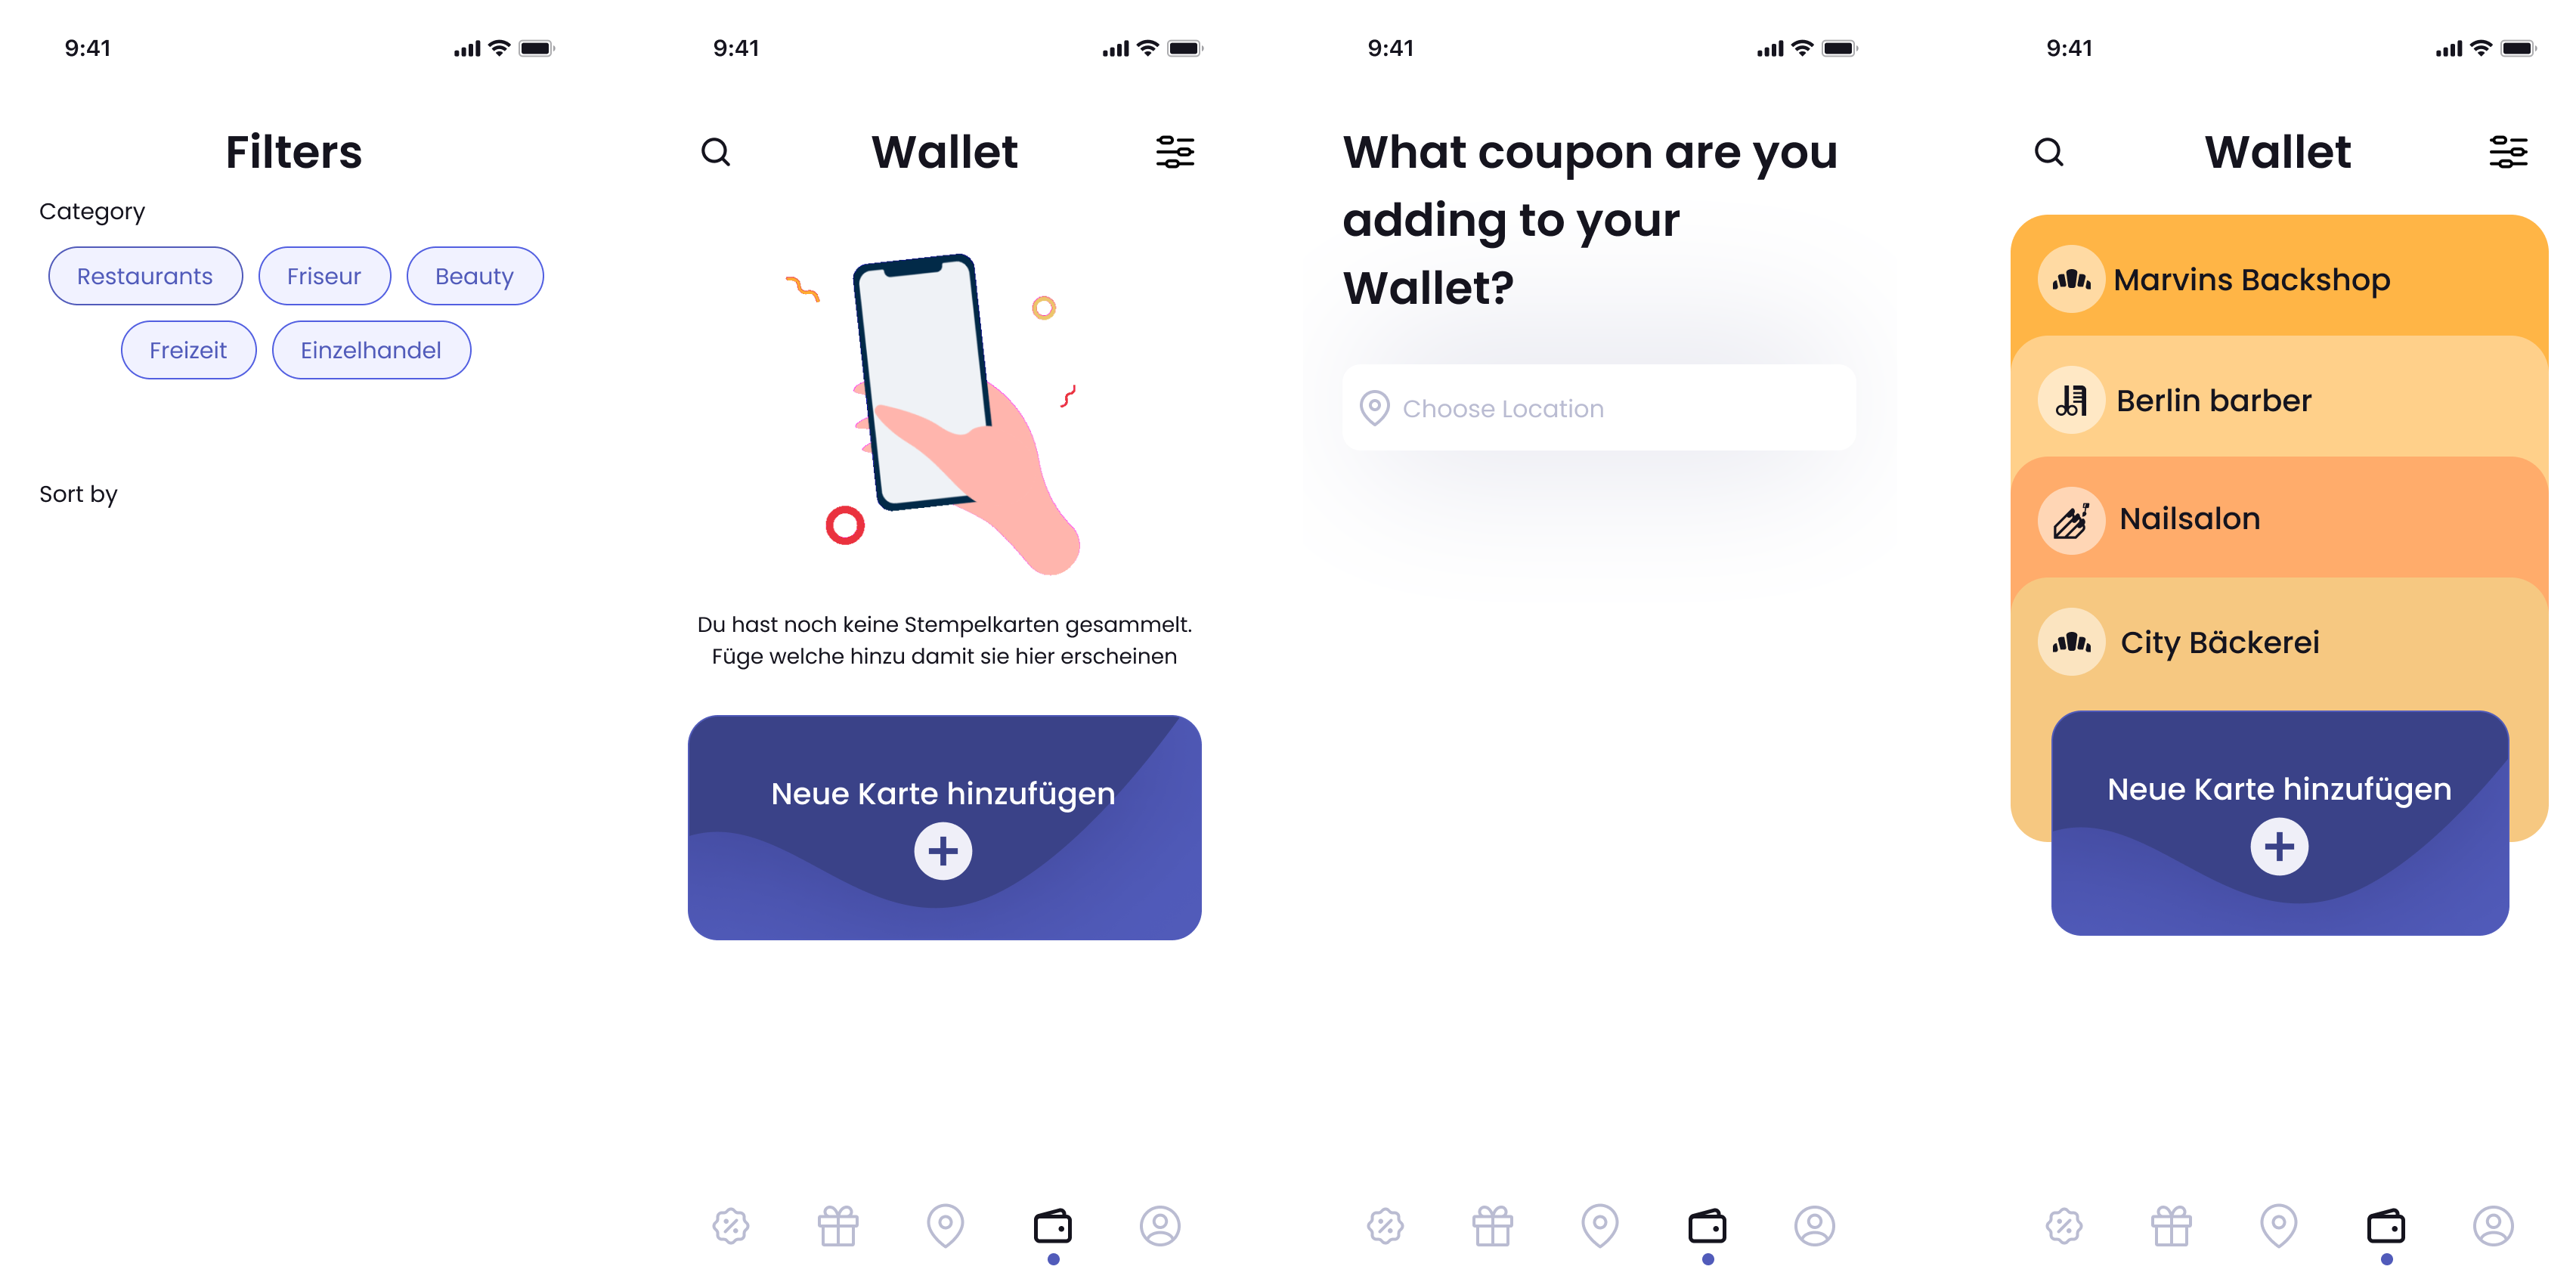 9:41
Filters
Category
Restaurants
Friseur
Beauty
Freizeit
Einzelhandel
Sort by
9:41
Wallet
Du hast noch keine Stempelkarten gesammelt.
Füge welche hinzu damit sie hier erscheinen
Neue Karte hinzufügen
9:41
What coupon are you
adding to your
Wallet?
Choose Location
9:41
Wallet
Marvins Backshop
Berlin barber
Nailsalon
City Bäckerei
Neue Karte hinzufügen